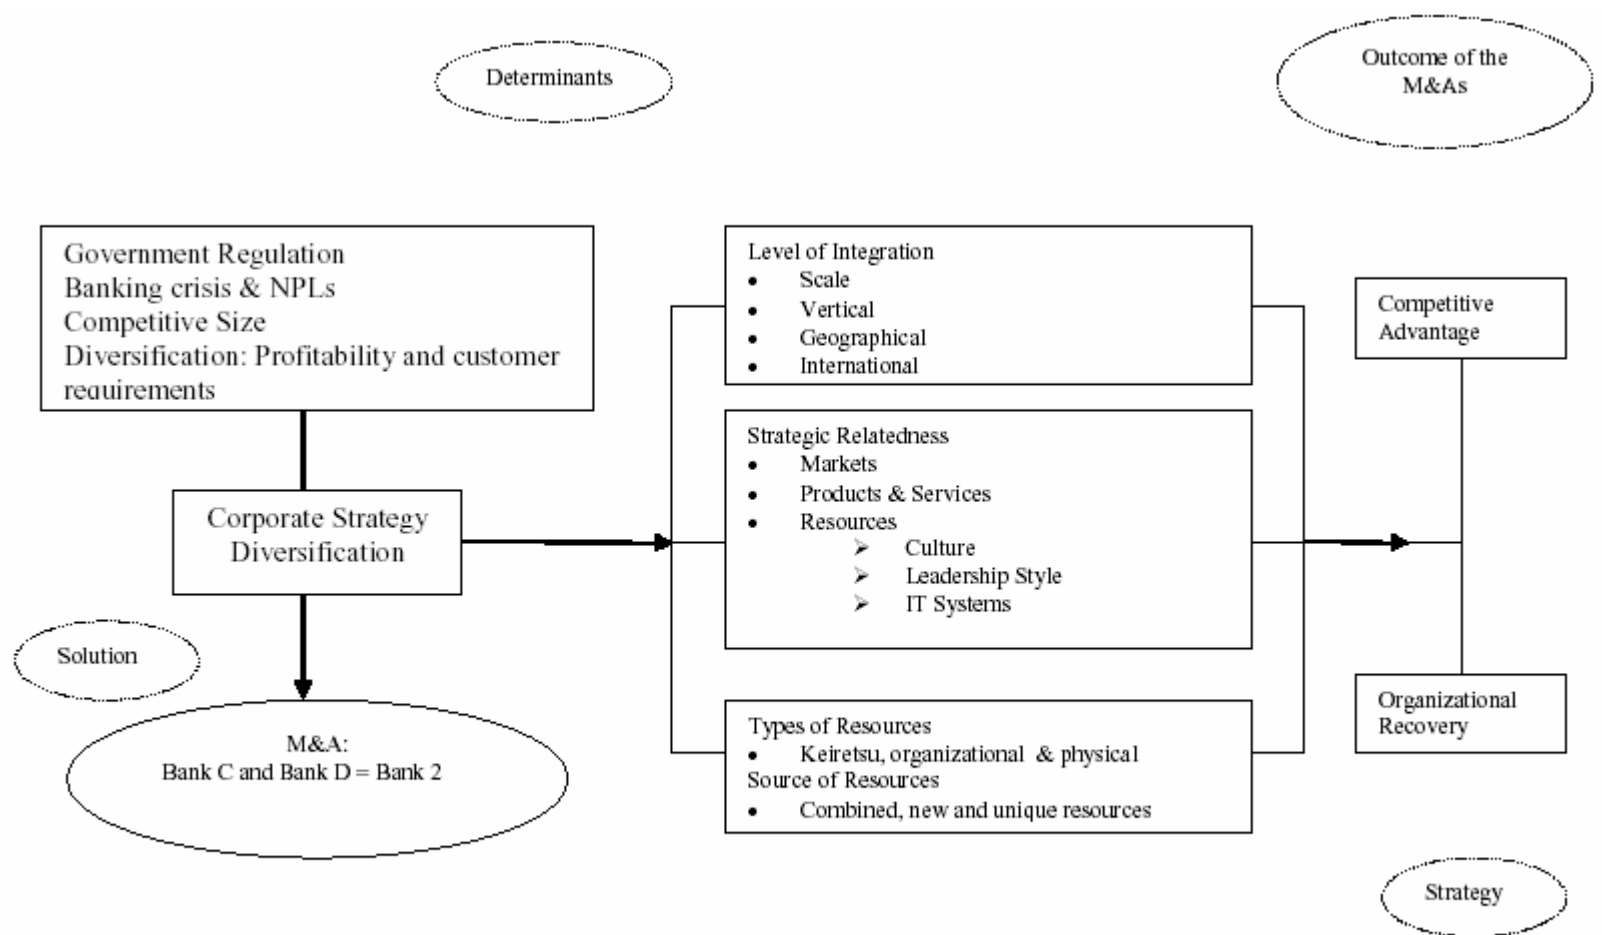 Determinants
Outcome of the
M&As
Government Regulation
Banking crisis & NPLs
Competitive Size
Diversification: Profitability and customer
requirements
Level of Integration
• Scale
• Vertical
• Geographical
• International
Competitive
Advantage
Strategic Relatedness
• Markets
• Products & Services
• Resources
➢ Culture
➢ Leadership Style
➢ IT Systems
Corporate Strategy
Diversification
Solution
M&A:
Bank C and Bank D = Bank 2
Types of Resources
• Keiretsu, organizational & physical
Source of Resources
• Combined, new and unique resources
Organizational
Recovery
Strategy